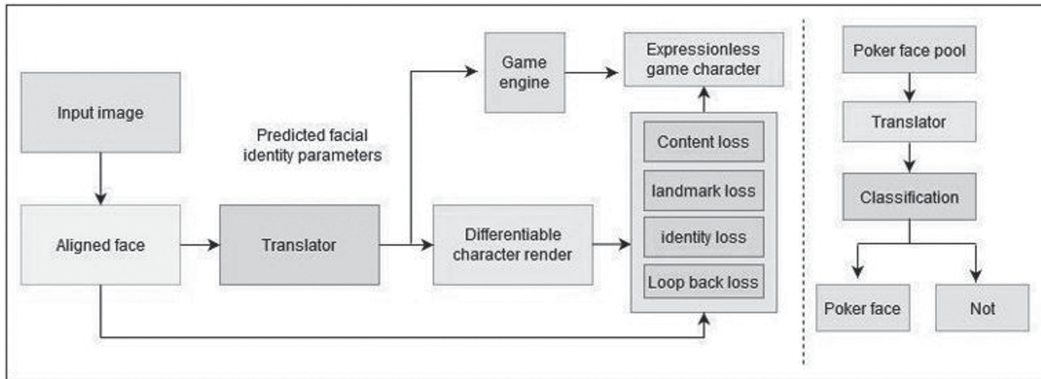 Input image
Aligned face
Translator
Predicted facial
identity parameters
Game
engine
Expressionless
game character
Differentiable
character render
Content loss
landmark loss
identity loss
Loop back loss
Poker face pool
Translator
Classification
Poker face
Not